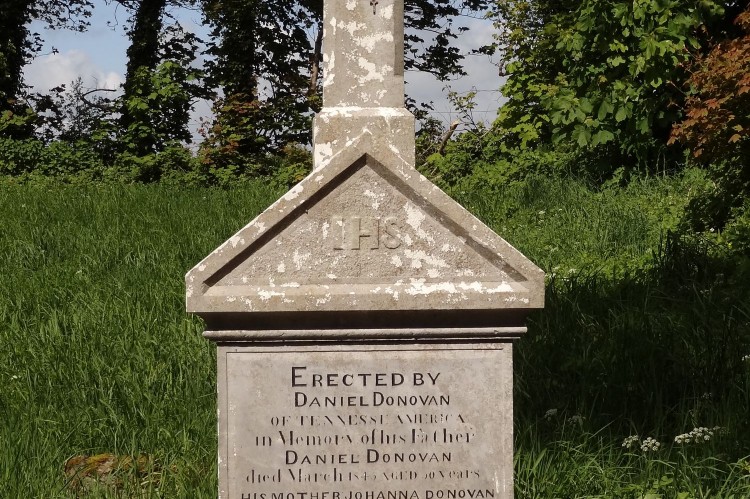 IHS
ERECTED BY
DANIEL DONOVAN
OF TENNESSE AMERICA
in Memory of his Father
DANIEL DONOVAN
died March AGED 50 YEARS
HIS MOTHER JOHANNA DONOVAN